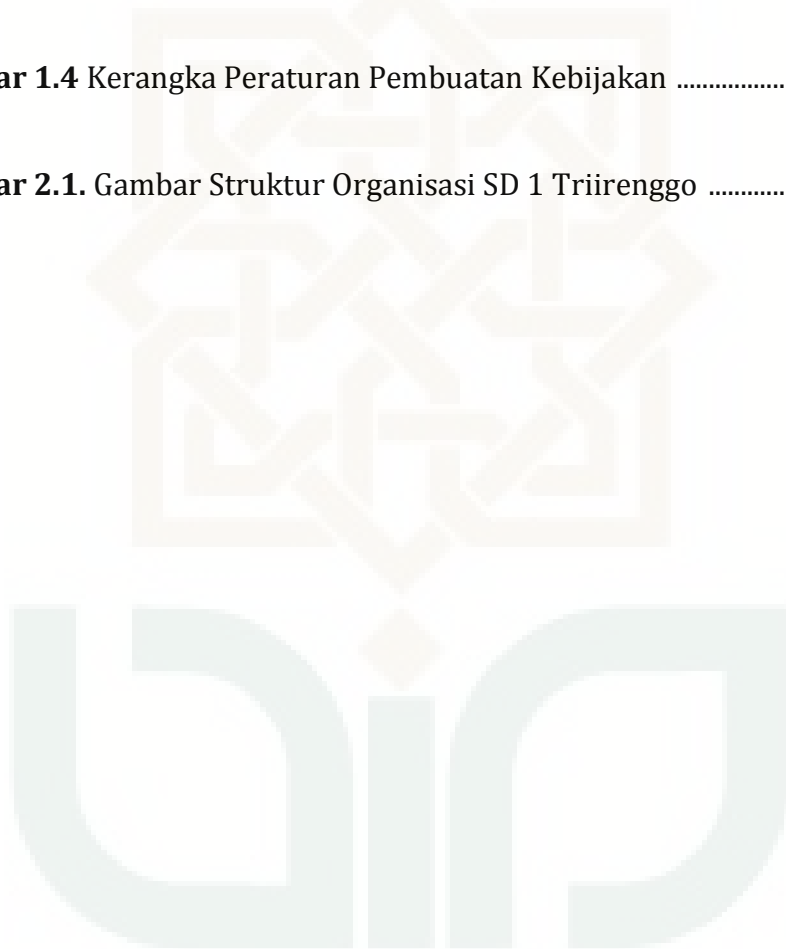 ar 1.4 Kerangka Peraturan Pembuatan Kebijakan .................
ar 2.1. Gambar Struktur Organisasi SD 1 Triirenggo ............